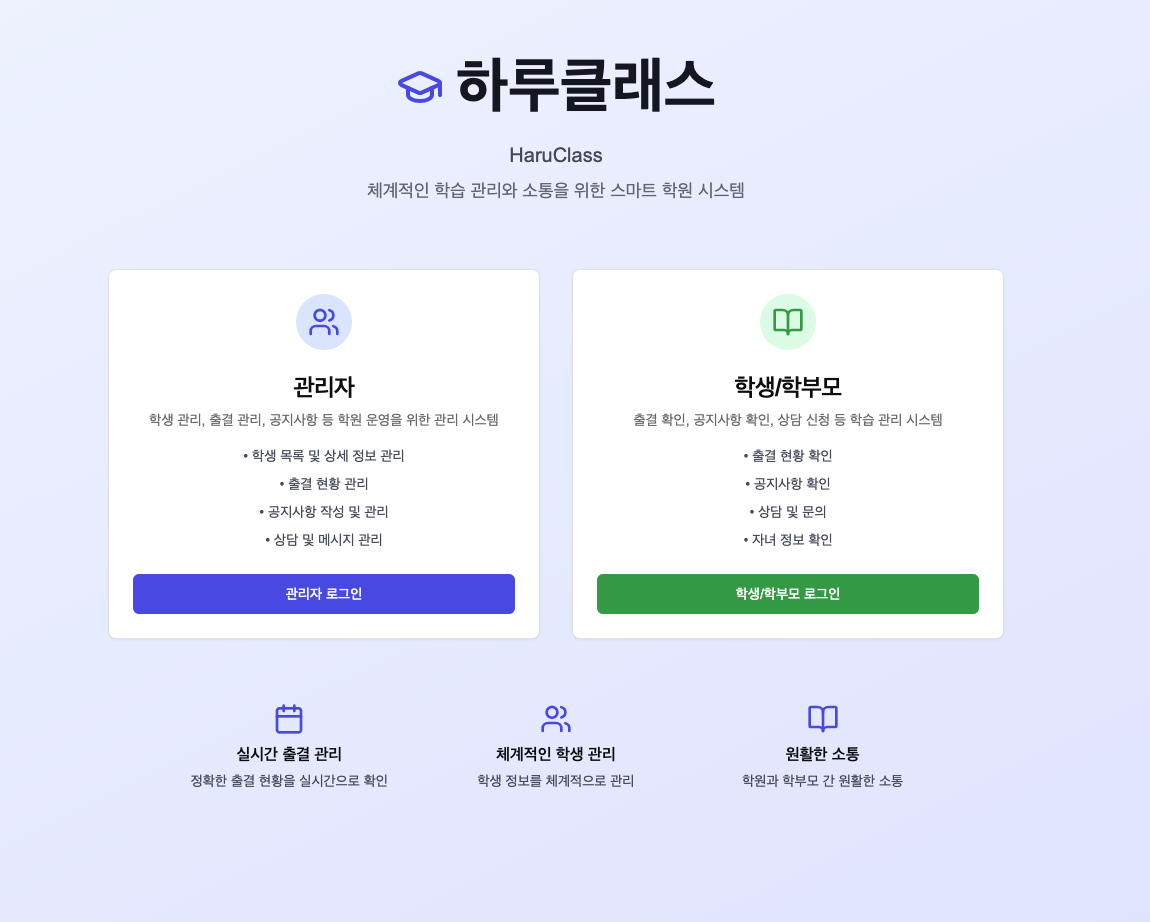 하루클래스
HaruClass
체계적인 학습 관리와 소통을 위한 스마트 학원 시스템
관리자
학생 관리, 출결 관리, 공지사항 등 학원 운영을 위한 관리 시스템
• 학생 목록 및 상세 정보 관리
• 출결 현황 관리
• 공지사항 작성 및 관리
• 상담 및 메시지 관리
관리자 로그인
학생/학부모
출결 확인, 공지사항 확인, 상담 신청 등 학습 관리 시스템
• 출결 현황 확인
• 공지사항 확인
• 상담 및 문의
• 자녀 정보 확인
학생/학부모 로그인
실시간 출결 관리
정확한 출결 현황을 실시간으로 확인
체계적인 학생 관리
학생 정보를 체계적으로 관리
원활한 소통
학원과 학부모 간 원활한 소통